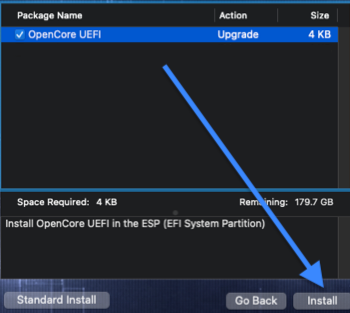 Package Name Action Size
OpenCore UEFI Upgrade 4 KB
Space Required: 4 KB Remaining: 179.7 GB
Install OpenCore UEFI in the ESP (EFI System Partition)
Standard Install Go Back Install